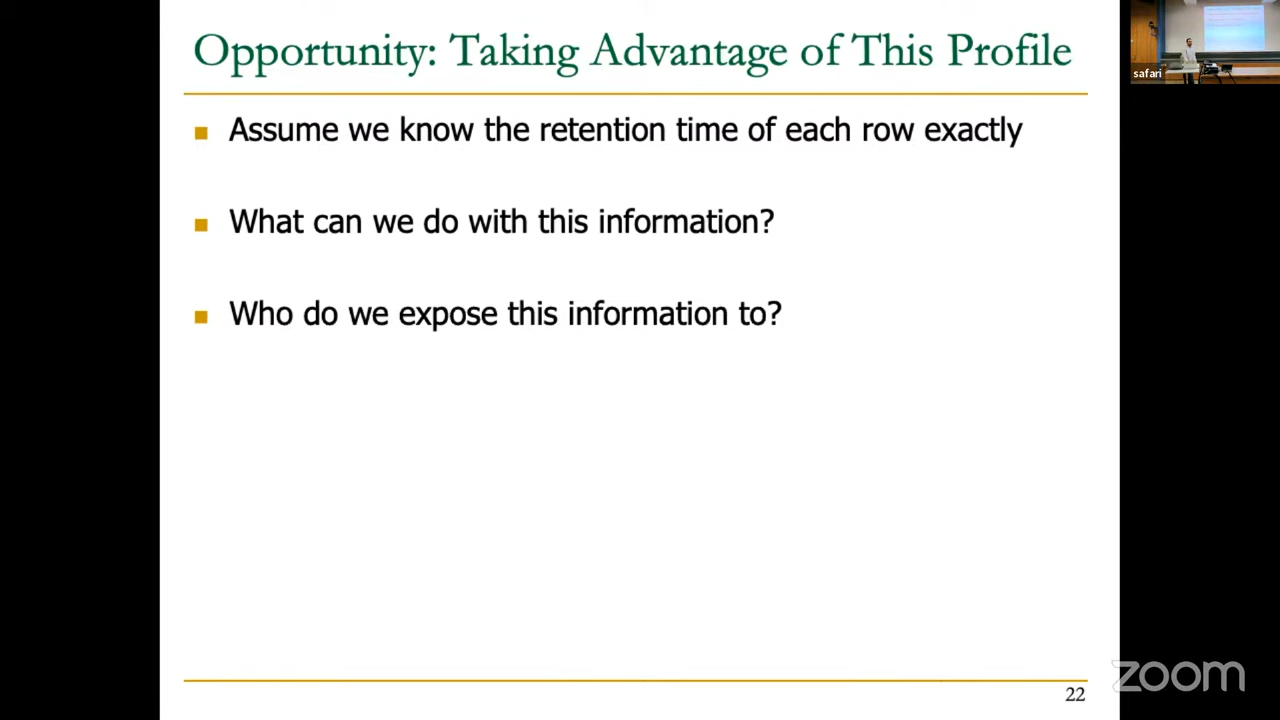 Opportunity: Taking Advantage of This Profile
Assume we know the retention time of each row exactly
What can we do with this information?
Who do we expose this information to?
22
safari
zoom